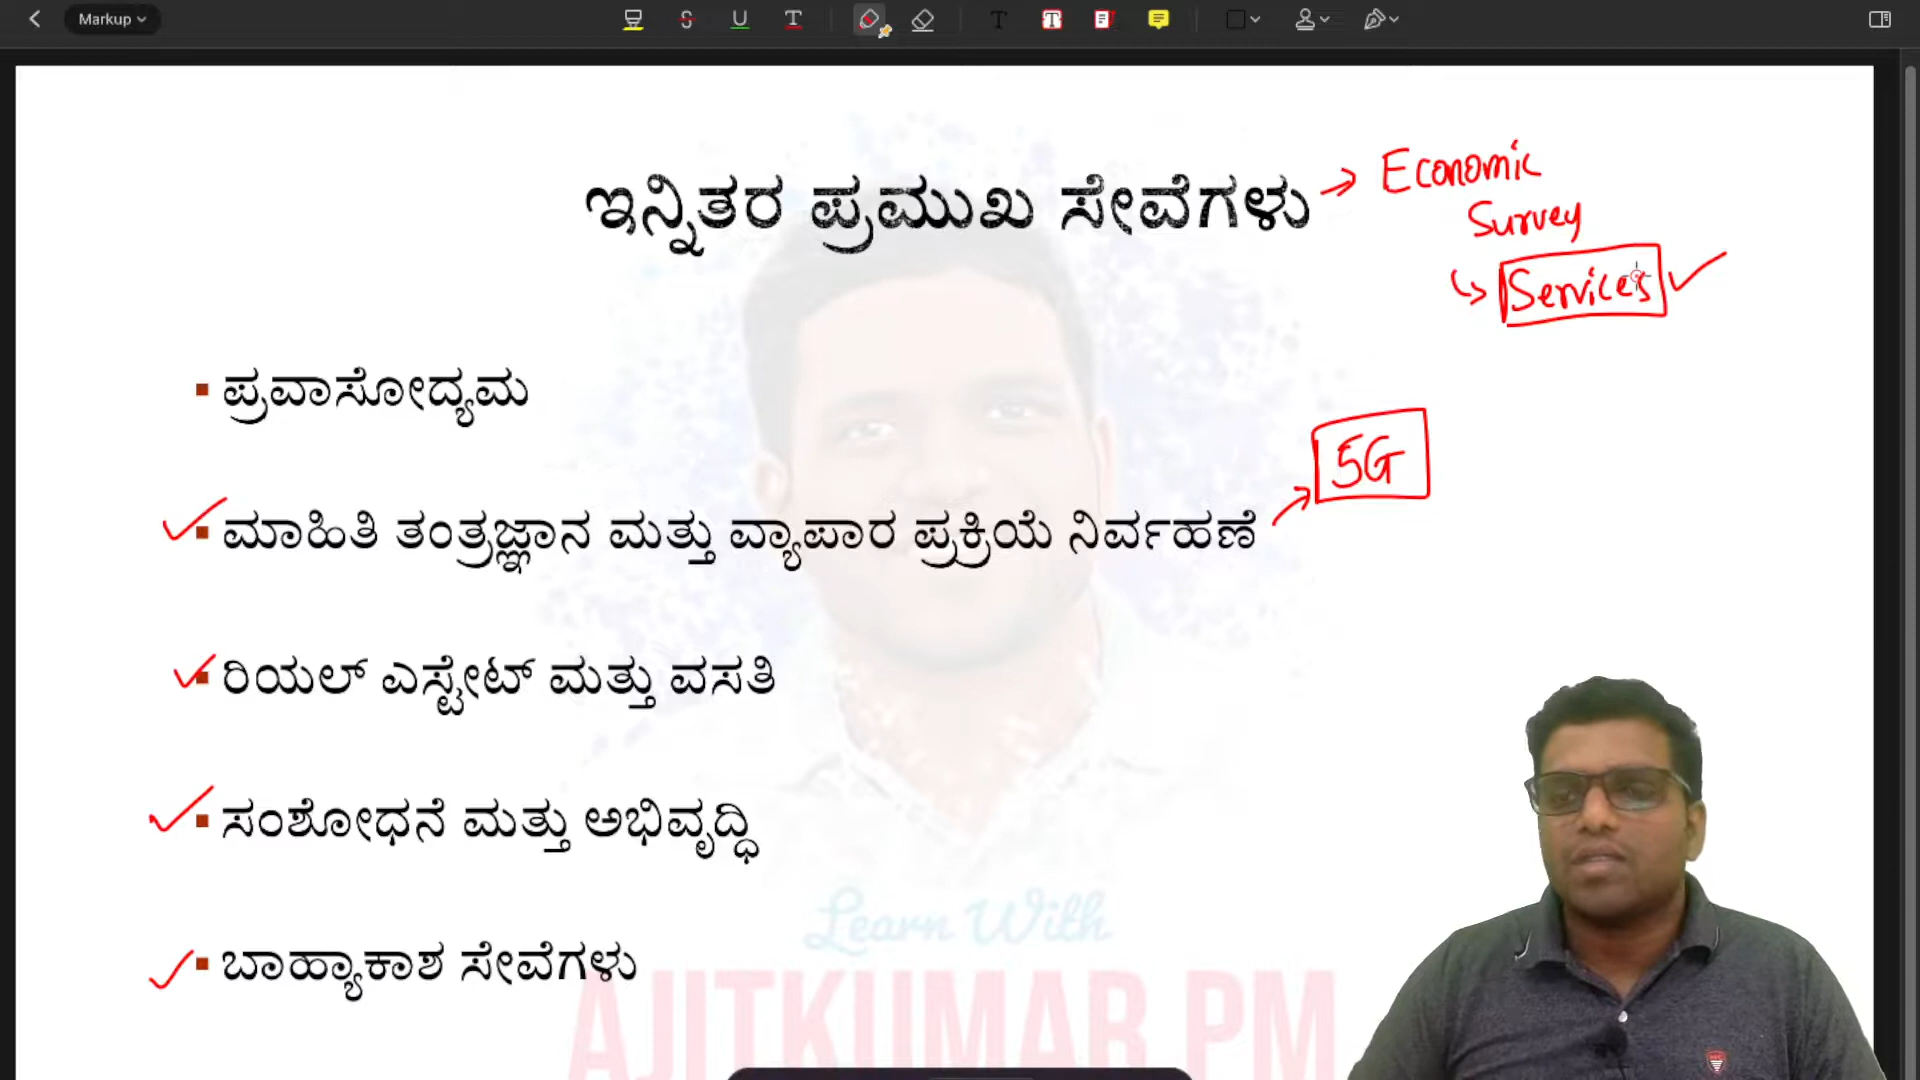 Markup
ಇನ್ನಿತರ ಪ್ರಮುಖ ಸೇವೆಗಳು → Economic
Survey
↳ Services ✓
▪ ಪ್ರವಾಸೋದ್ಯಮ
5G
✓ ▪ ಮಾಹಿತಿ ತಂತ್ರಜ್ಞಾನ ಮತ್ತು ವ್ಯಾಪಾರ ಪ್ರಕ್ರಿಯೆ ನಿರ್ವಹಣೆ
✓ ▪ ರಿಯಲ್ ಎಸ್ಟೇಟ್ ಮತ್ತು ವಸತಿ
✓ ▪ ಸಂಶೋಧನೆ ಮತ್ತು ಅಭಿವೃದ್ಧಿ
Learn With
✓ ▪ ಬಾಹ್ಯಾಕಾಶ ಸೇವೆಗಳು
AJITKUMAR PM